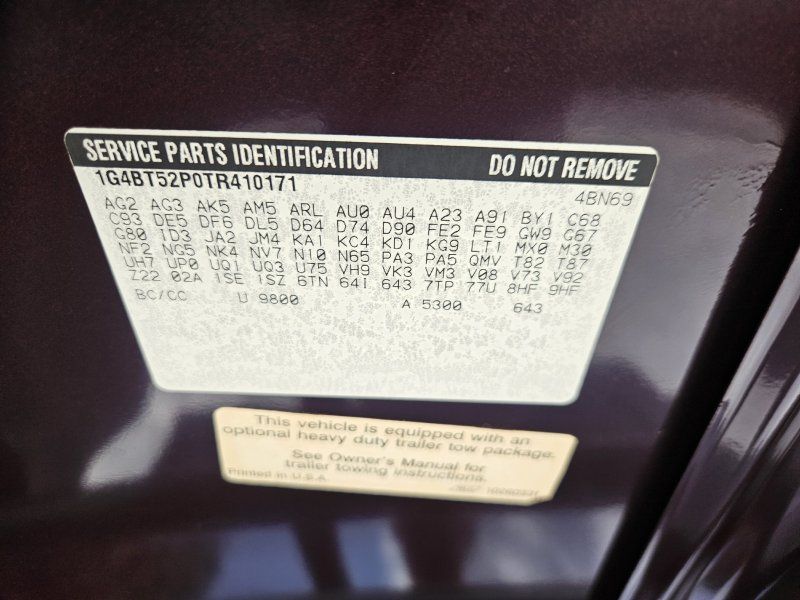 SERVICE PARTS IDENTIFICATION DO NOT REMOVE
1G4BT52P0TR410171 4BN69
AG2 AG3 AK5 AM5 ARL AU0 AU4 A23 A91 BY1 C68
C93 DE5 DF6 DL5 D64 D74 D90 FE2 FE9 GW9 G67
G80 ID3 JA2 JM4 KA1 KC4 KD1 KG9 LT1 MX0 M30
NF2 NG5 NK4 NV7 N10 N65 PA3 PA5 QMV T82 T87
UH7 UP0 UQ1 UQ3 U75 VH9 VK3 VM3 V08 V73 V92
Z22 02A 1SE 1SZ 6TN 64I 643 7TP 77U 8HF 9HF
BC/CC U 9800 A 5300 643
This vehicle is equipped with an
optional heavy duty trailer tow package.
See Owner's Manual for
trailer towing instructions.
Printed in U.S.A.